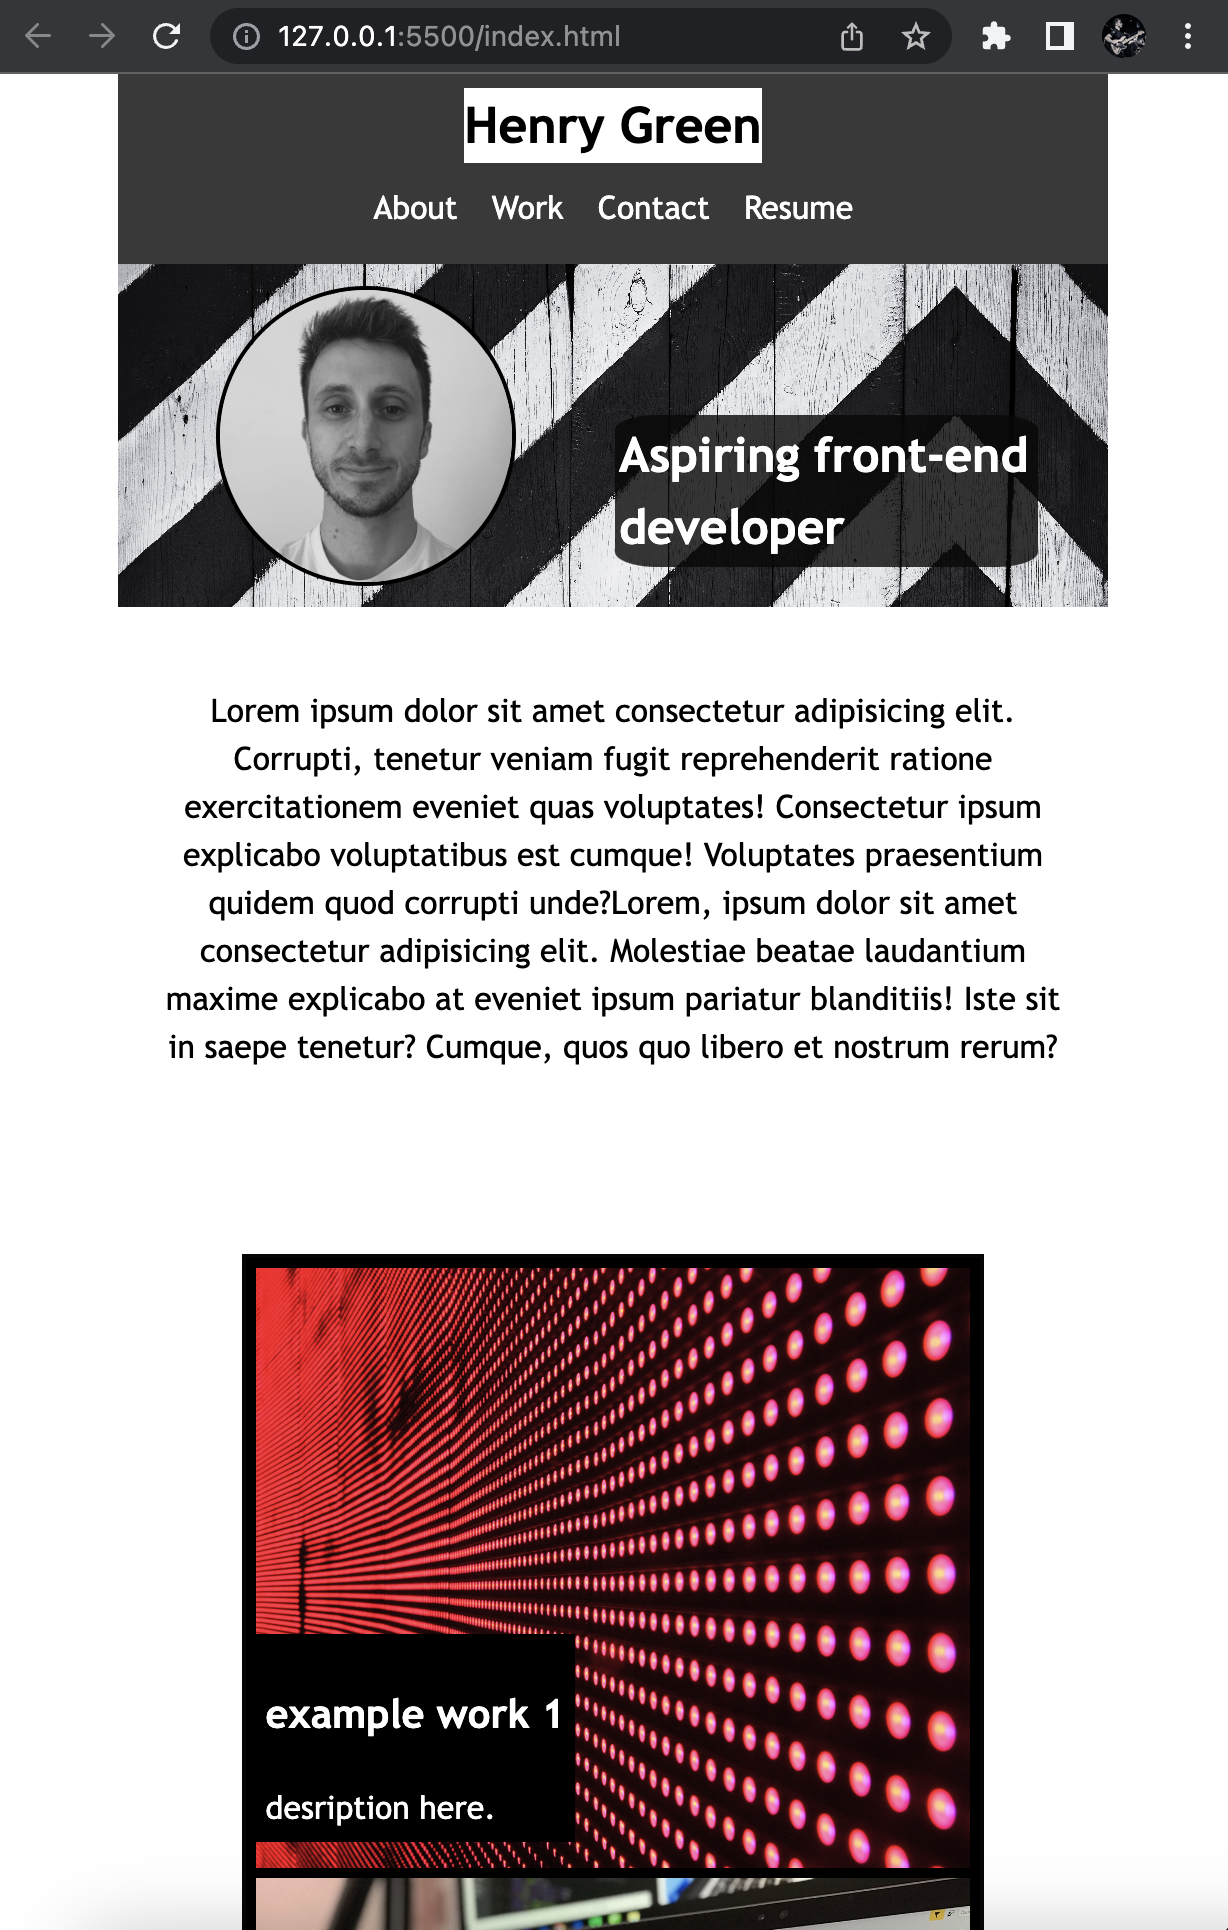 127.0.0.1:5500/index.html
Henry Green
About Work Contact Resume
Aspiring front-end
developer
Lorem ipsum dolor sit amet consectetur adipisicing elit.
Corrupti, tenetur veniam fugit reprehenderit ratione
exercitationem eveniet quas voluptates! Consectetur ipsum
explicabo voluptatibus est cumque! Voluptates praesentium
quidem quod corrupti unde?Lorem, ipsum dolor sit amet
consectetur adipisicing elit. Molestiae beatae laudantium
maxime explicabo at eveniet ipsum pariatur blanditiis! Iste sit
in saepe tenetur? Cumque, quos quo libero et nostrum rerum?
example work 1
desription here.